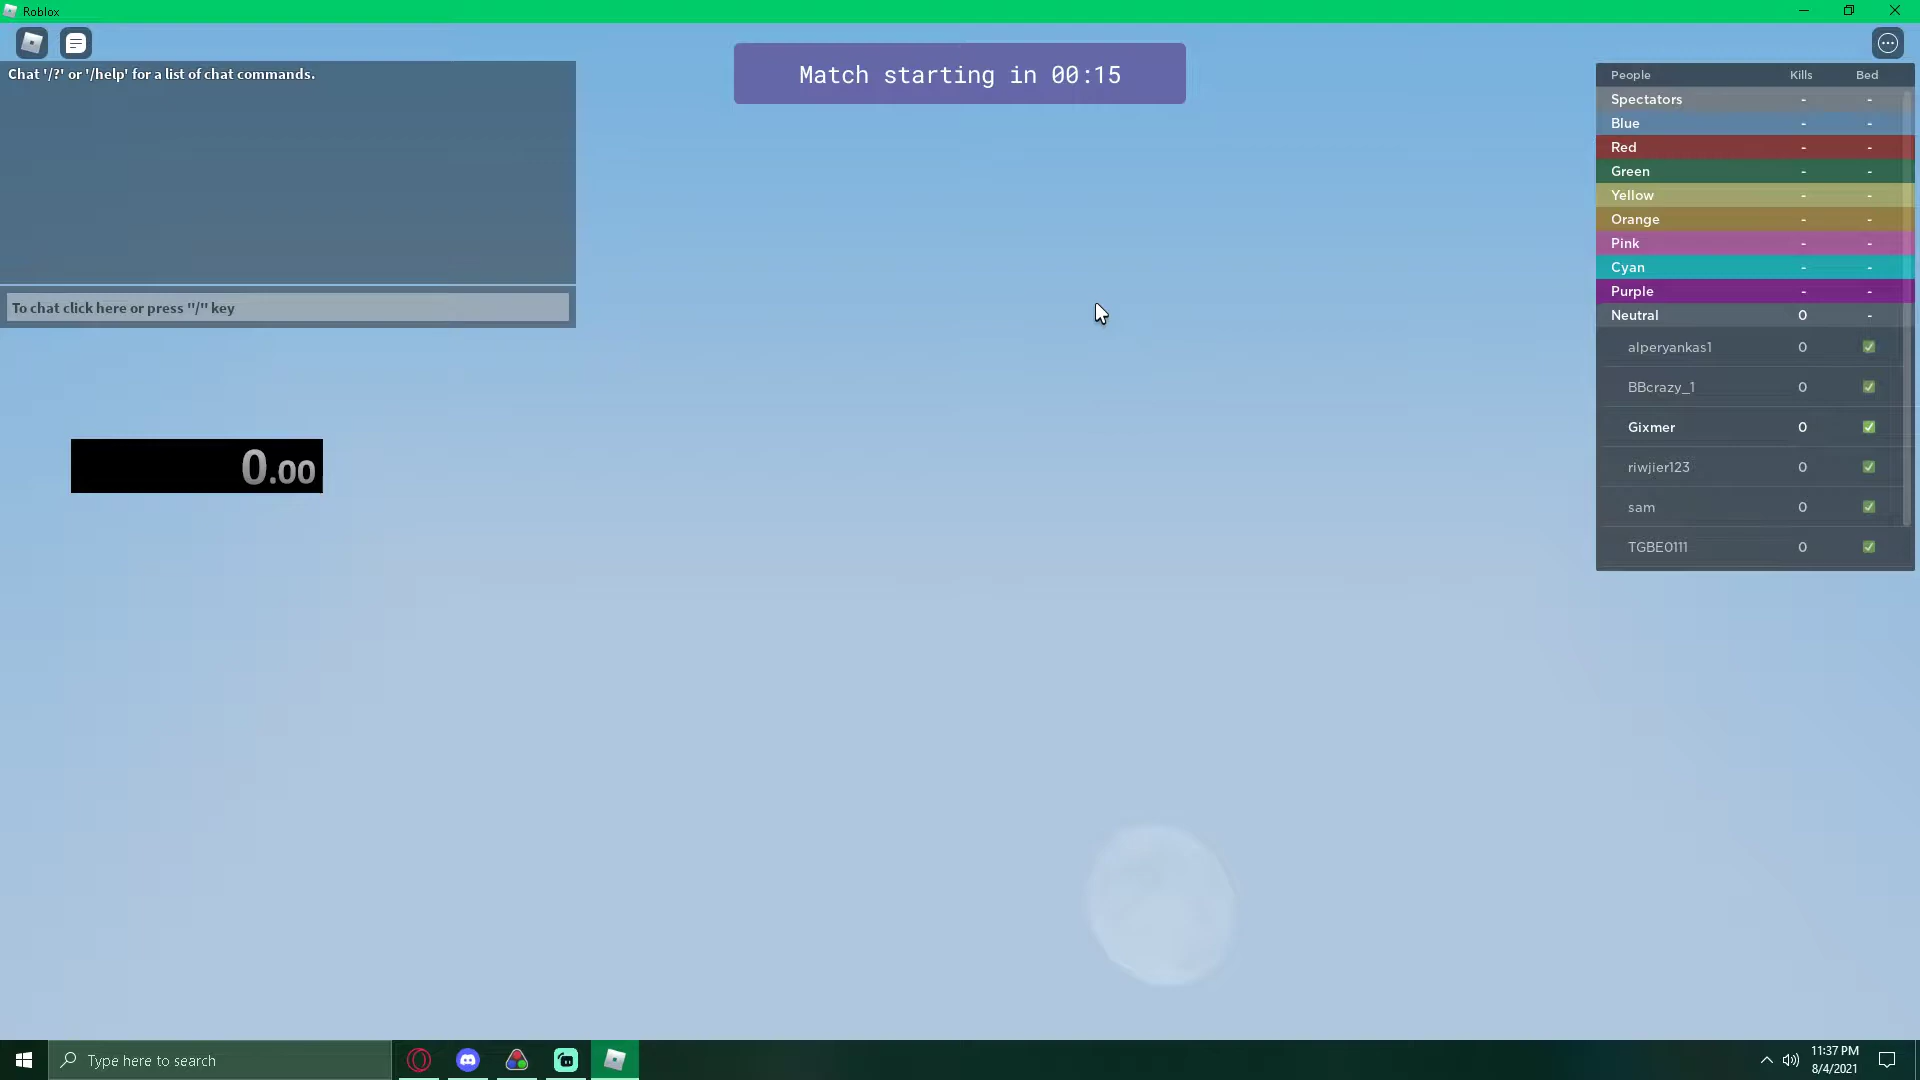 Roblox
Chat '/?' or '/help' for a list of chat commands.
To chat click here or press "/" key
Match starting in 00:15
0.00
People Kills Bed
Spectators - -
Blue - -
Red - -
Green - -
Yellow - -
Orange - -
Pink - -
Cyan - -
Purple - -
Neutral 0 -
alperyankas1 0
BBcrazy_1 0
Gixmer 0
riwjier123 0
sam 0
TGBE0111 0
Type here to search
11:37 PM
8/4/2021